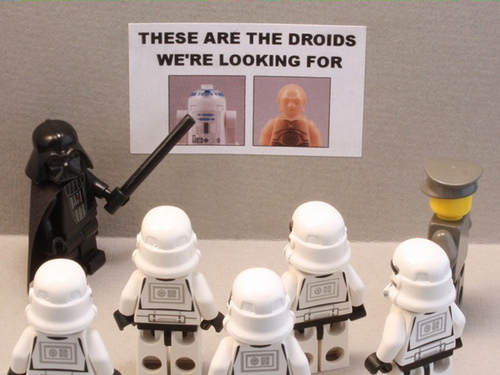 THESE ARE THE DROIDS
WE'RE LOOKING FOR